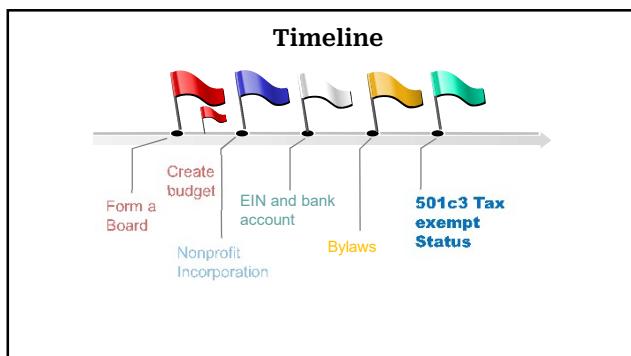 Timeline
Form a
Board
Create
budget
Nonprofit
Incorporation
EIN and bank
account
Bylaws
501c3 Tax
exempt
Status